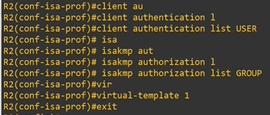 R2(conf-isa-prof)#client au
R2(conf-isa-prof)#client authentication l
R2(conf-isa-prof)#client authentication list USER
R2(conf-isa-prof)# isa
R2(conf-isa-prof)# isakmp aut
R2(conf-isa-prof)# isakmp authorization l
R2(conf-isa-prof)# isakmp authorization list GROUP
R2(conf-isa-prof)#vir
R2(conf-isa-prof)#virtual-template 1
R2(conf-isa-prof)#exit